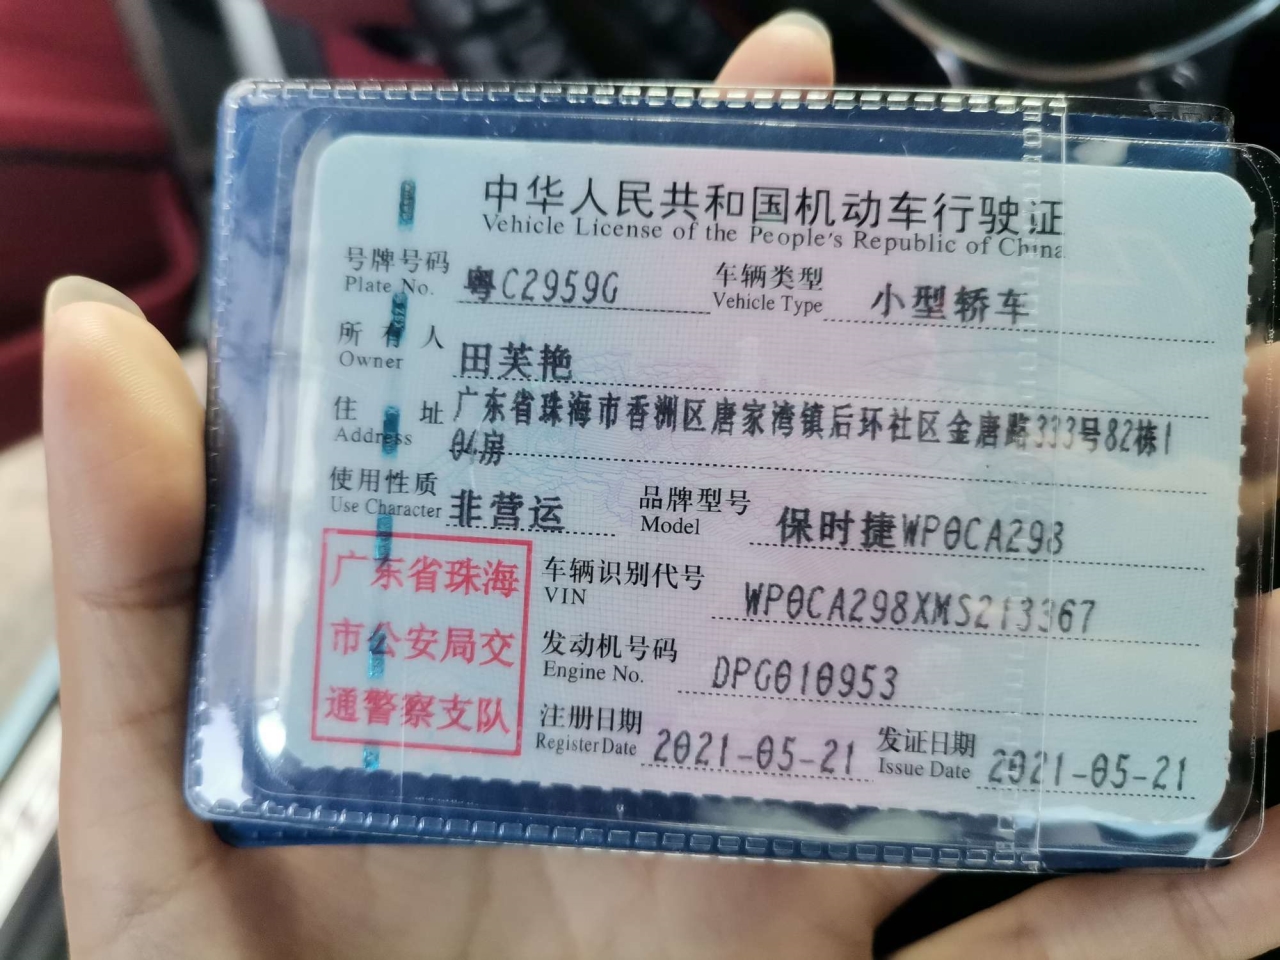 中华人民共和国机动车行驶证
Vehicle License of the People's Republic of China
号牌号码 粤C2959G 车辆类型 小型轿车
Plate No. Vehicle Type
所有人 田芙艳
Owner
住址 广东省珠海市香洲区唐家湾镇后环社区金唐路333号82栋1
Address 04房
使用性质 非营运 品牌型号 保时捷WP0CA298
Use Character Model
广东省珠海
市公安局交
通警察支队
车辆识别代号 WP0CA298XMS213367
VIN
发动机号码 DPG010953
Engine No.
注册日期 2021-05-21 发证日期 2021-05-21
Register Date Issue Date